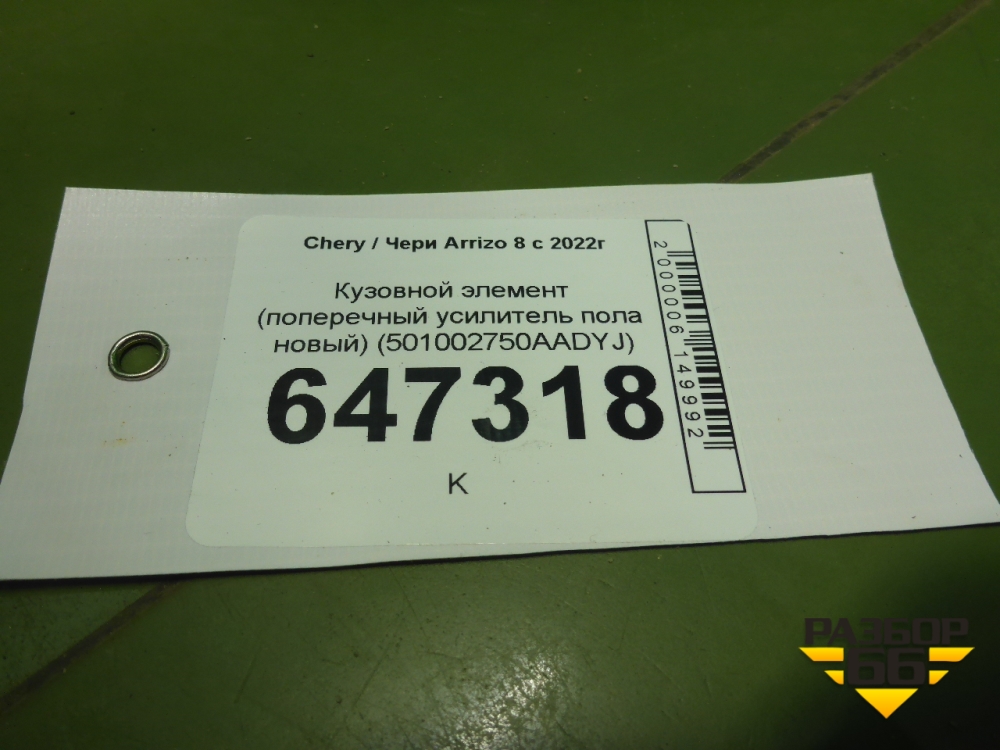 Chery / Чери Arrizo 8 с 2022г
Кузовной элемент
(поперечный усилитель пола
новый) (501002750AADYJ)
647318
К
2000006149992
РАЗБОР
66